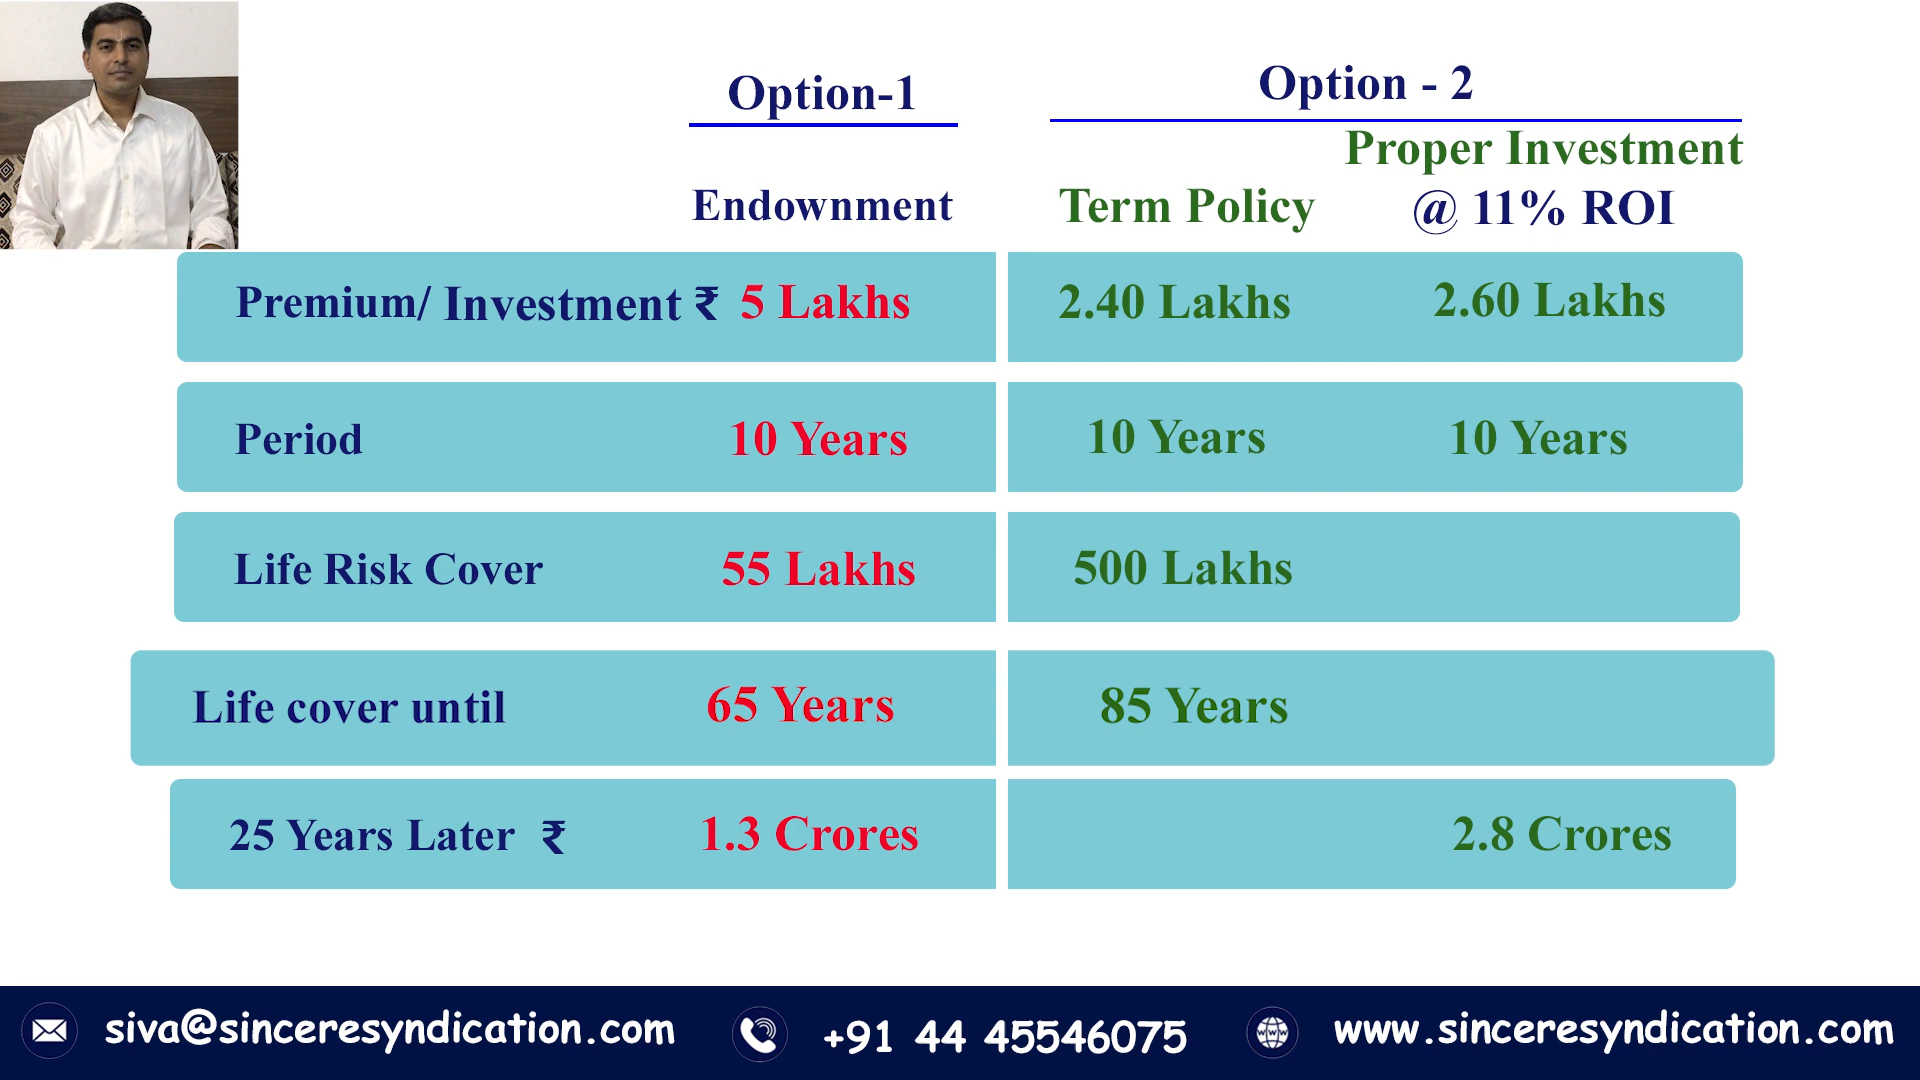 Option-1
Option - 2
Endownment
Term Policy
Proper Investment
@ 11% ROI
Premium/ Investment ₹ 5 Lakhs 2.40 Lakhs 2.60 Lakhs
Period 10 Years 10 Years 10 Years
Life Risk Cover 55 Lakhs 500 Lakhs
Life cover until 65 Years 85 Years
25 Years Later ₹ 1.3 Crores 2.8 Crores
siva@sinceresyndication.com +91 44 45546075 www.sinceresyndication.com